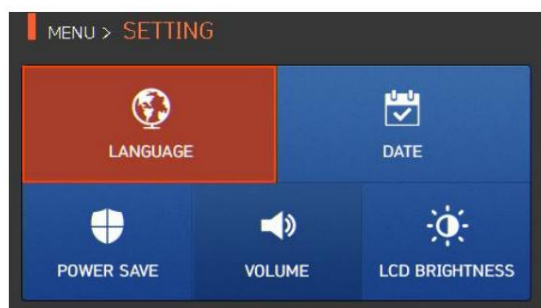 MENU > SETTING
LANGUAGE
DATE
POWER SAVE
VOLUME
LCD BRIGHTNESS